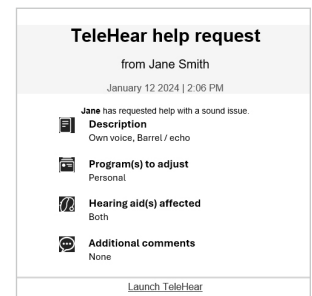 TeleHear help request
from Jane Smith
January 12 2024 | 2:06 PM
Jane has requested help with a sound issue.
Description
Own voice, Barrel / echo
Program(s) to adjust
Personal
Hearing aid(s) affected
Both
Additional comments
None
Launch TeleHear